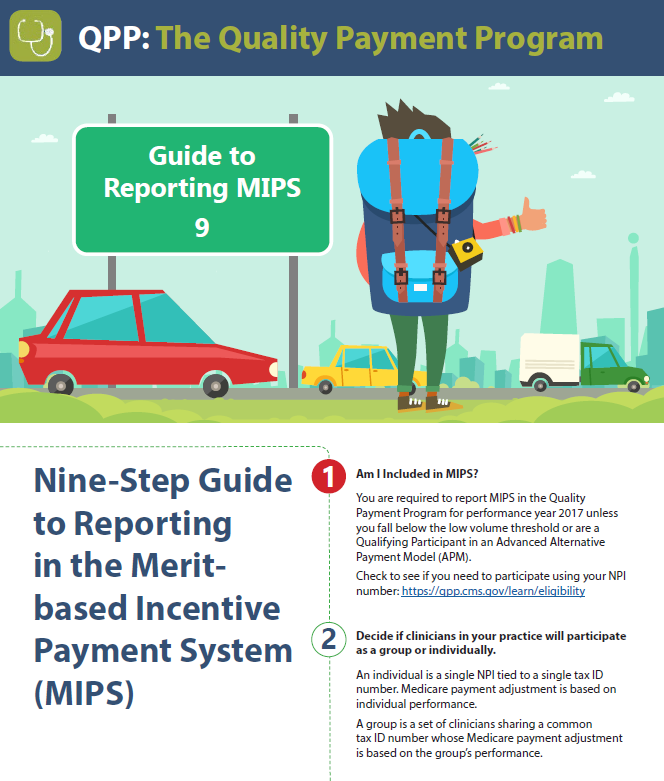 QPP: The Quality Payment Program
Guide to
Reporting MIPS
9
Nine-Step Guide
to Reporting
in the Merit-
based Incentive
Payment System
(MIPS)
1
Am I Included in MIPS?
You are required to report MIPS in the Quality
Payment Program for performance year 2017 unless
you fall below the low volume threshold or are a
Qualifying Participant in an Advanced Alternative
Payment Model (APM).
Check to see if you need to participate using your NPI
number: https://qpp.cms.gov/learn/eligibility
2
Decide if clinicians in your practice will participate
as a group or individually.
An individual is a single NPI tied to a single tax ID
number. Medicare payment adjustment is based on
individual performance.
A group is a set of clinicians sharing a common
tax ID number whose Medicare payment adjustment
is based on the group's performance.